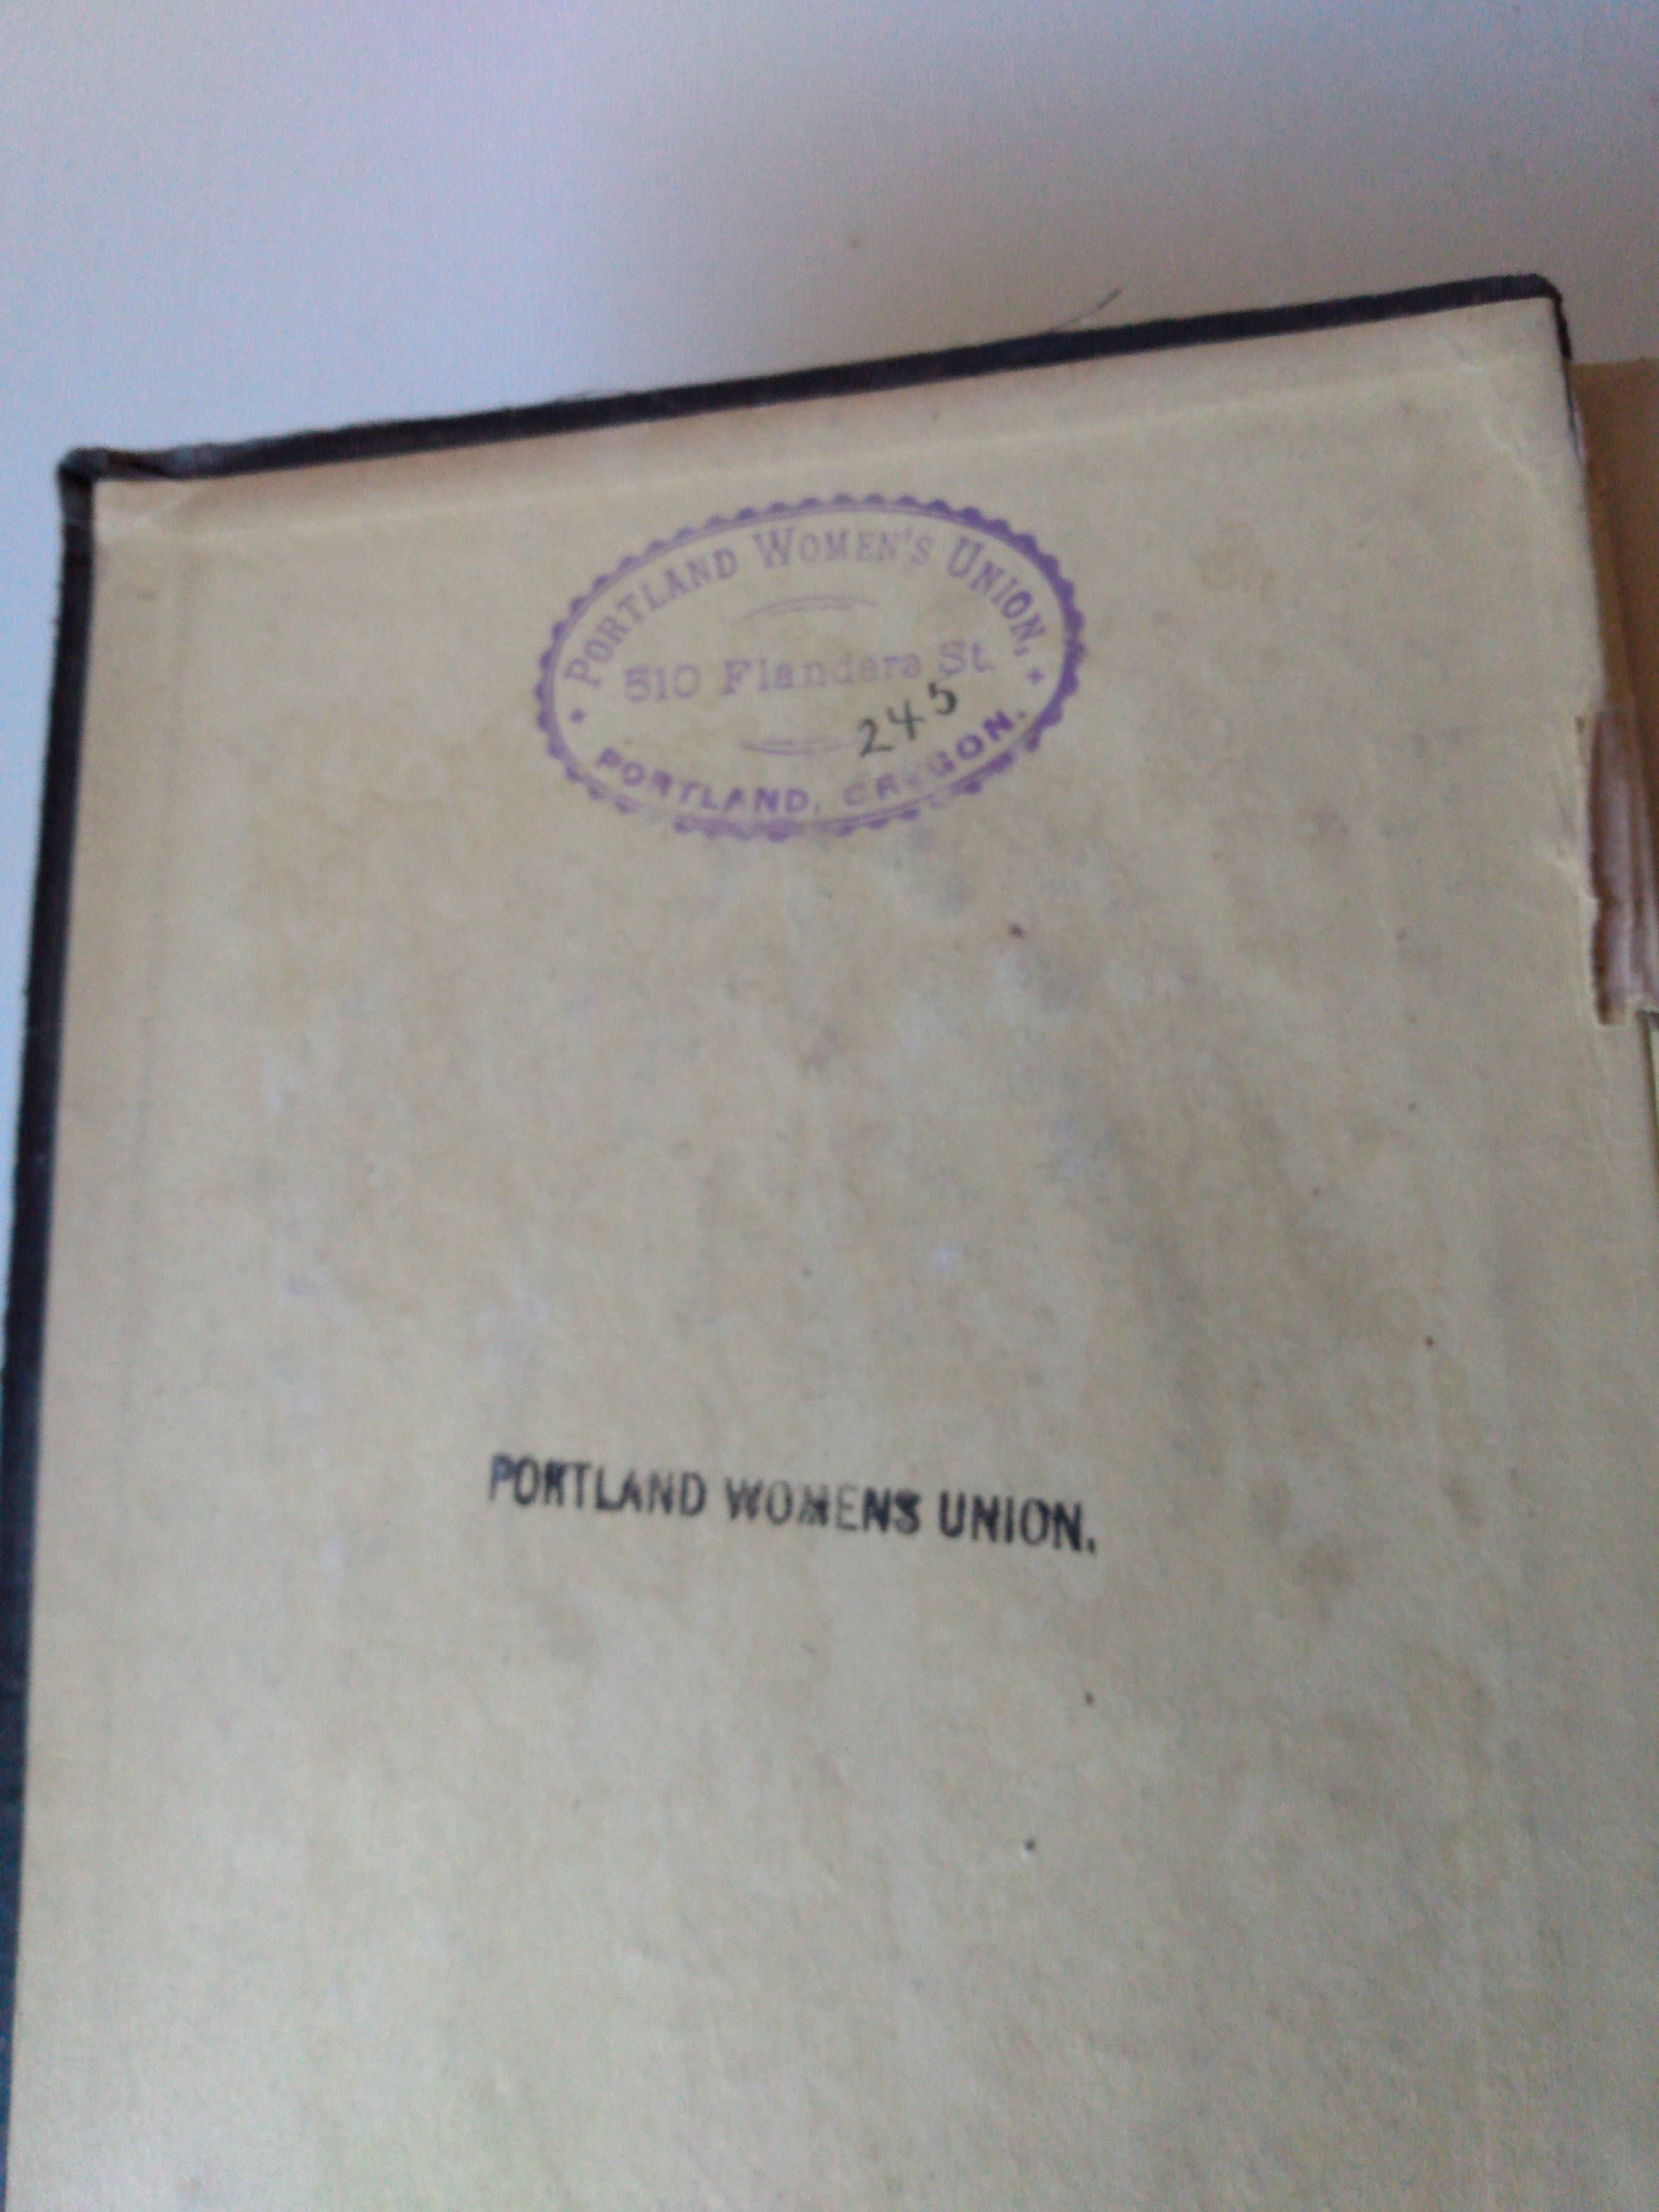 PORTLAND WOMEN'S UNION,
510 Flanders St.
245
PORTLAND, OREGON.
PORTLAND WOMENS UNION.